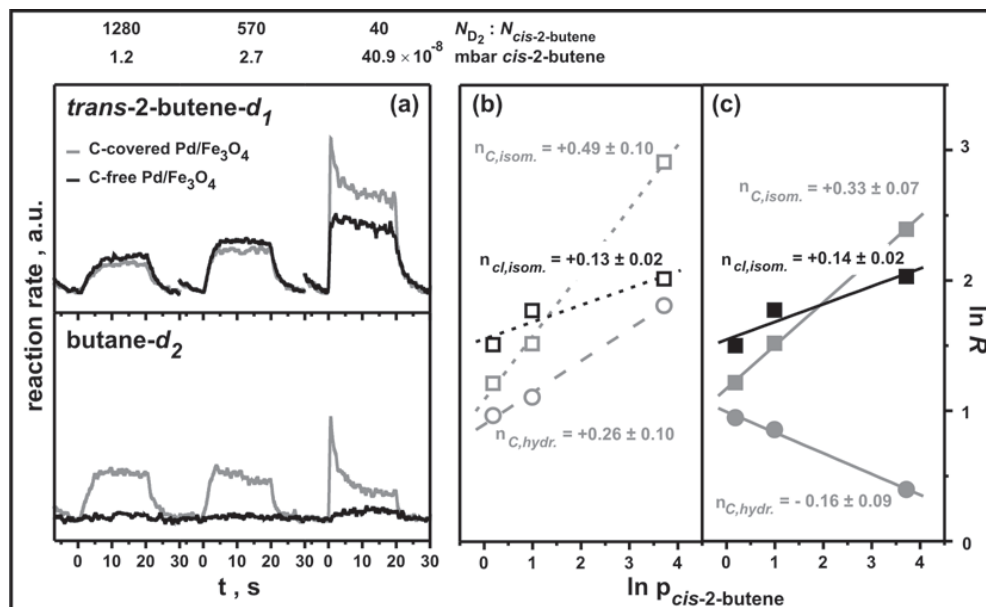 1280 570 40 N_D2 : N_cis-2-butene
1.2 2.7 40.9 × 10^-8 mbar cis-2-butene
trans-2-butene-d1 (a)
C-covered Pd/Fe3O4
C-free Pd/Fe3O4
butane-d2
reaction rate , a.u.
0 10 20 30 0 10 20 30 0 10 20 30
t , s
(b)
n_C,isom. = +0.49 ± 0.10
n_cl,isom. = +0.13 ± 0.02
n_C,hydr. = +0.26 ± 0.10
0 1 2 3 4
(c)
n_C,isom. = +0.33 ± 0.07
n_cl,isom. = +0.14 ± 0.02
n_C,hydr. = - 0.16 ± 0.09
0 1 2 3 4
ln p_cis-2-butene
3
2
1
0
ln R